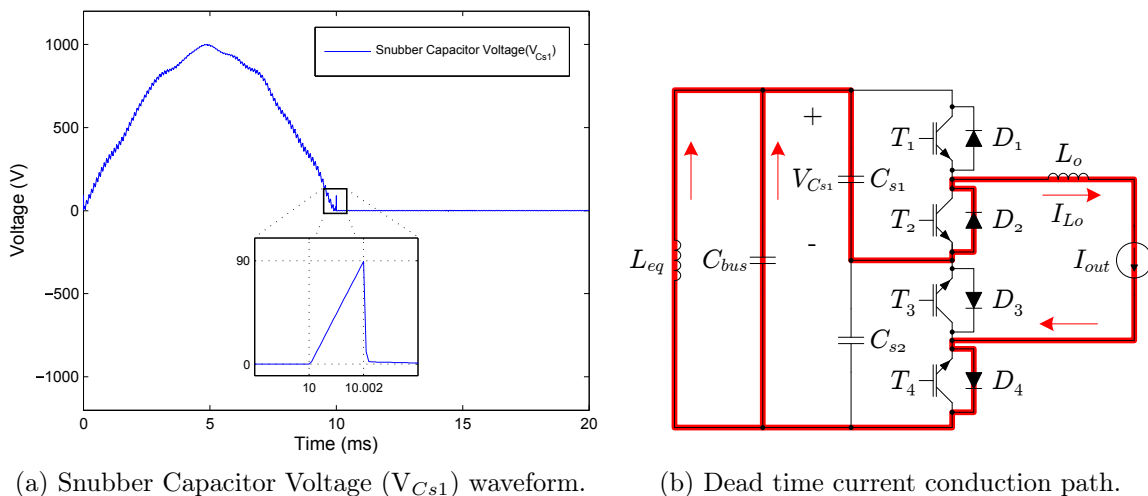 1000
500
0
−500
−1000
Voltage (V)
Snubber Capacitor Voltage(V_Cs1)
90
0
10
10.002
0
5
10
15
20
Time (ms)
(a) Snubber Capacitor Voltage (V_Cs1) waveform.
+
V_Cs1
-
C_s1
C_s2
L_eq
C_bus
T_1
D_1
T_2
D_2
T_3
D_3
T_4
D_4
L_o
I_Lo
I_out
(b) Dead time current conduction path.